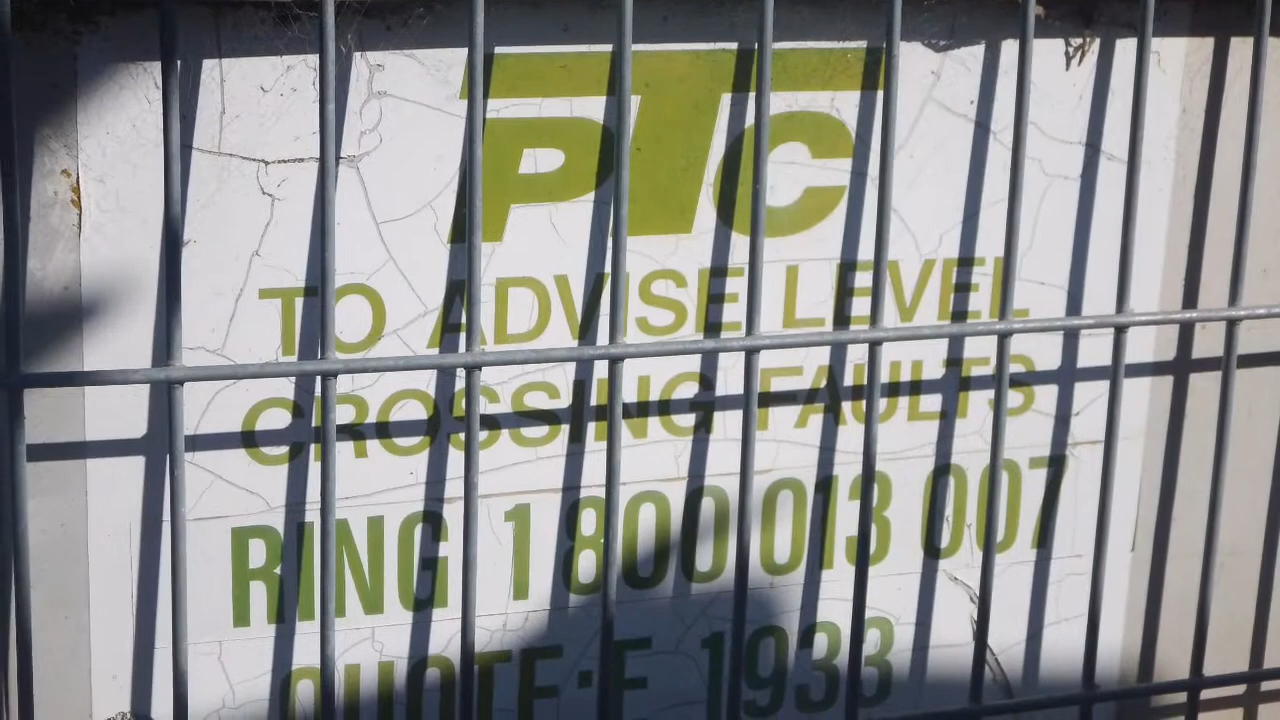 PTC
TO ADVISE LEVEL
CROSSING FAULTS
RING 1 800 013 007
QUOTE·F 1933